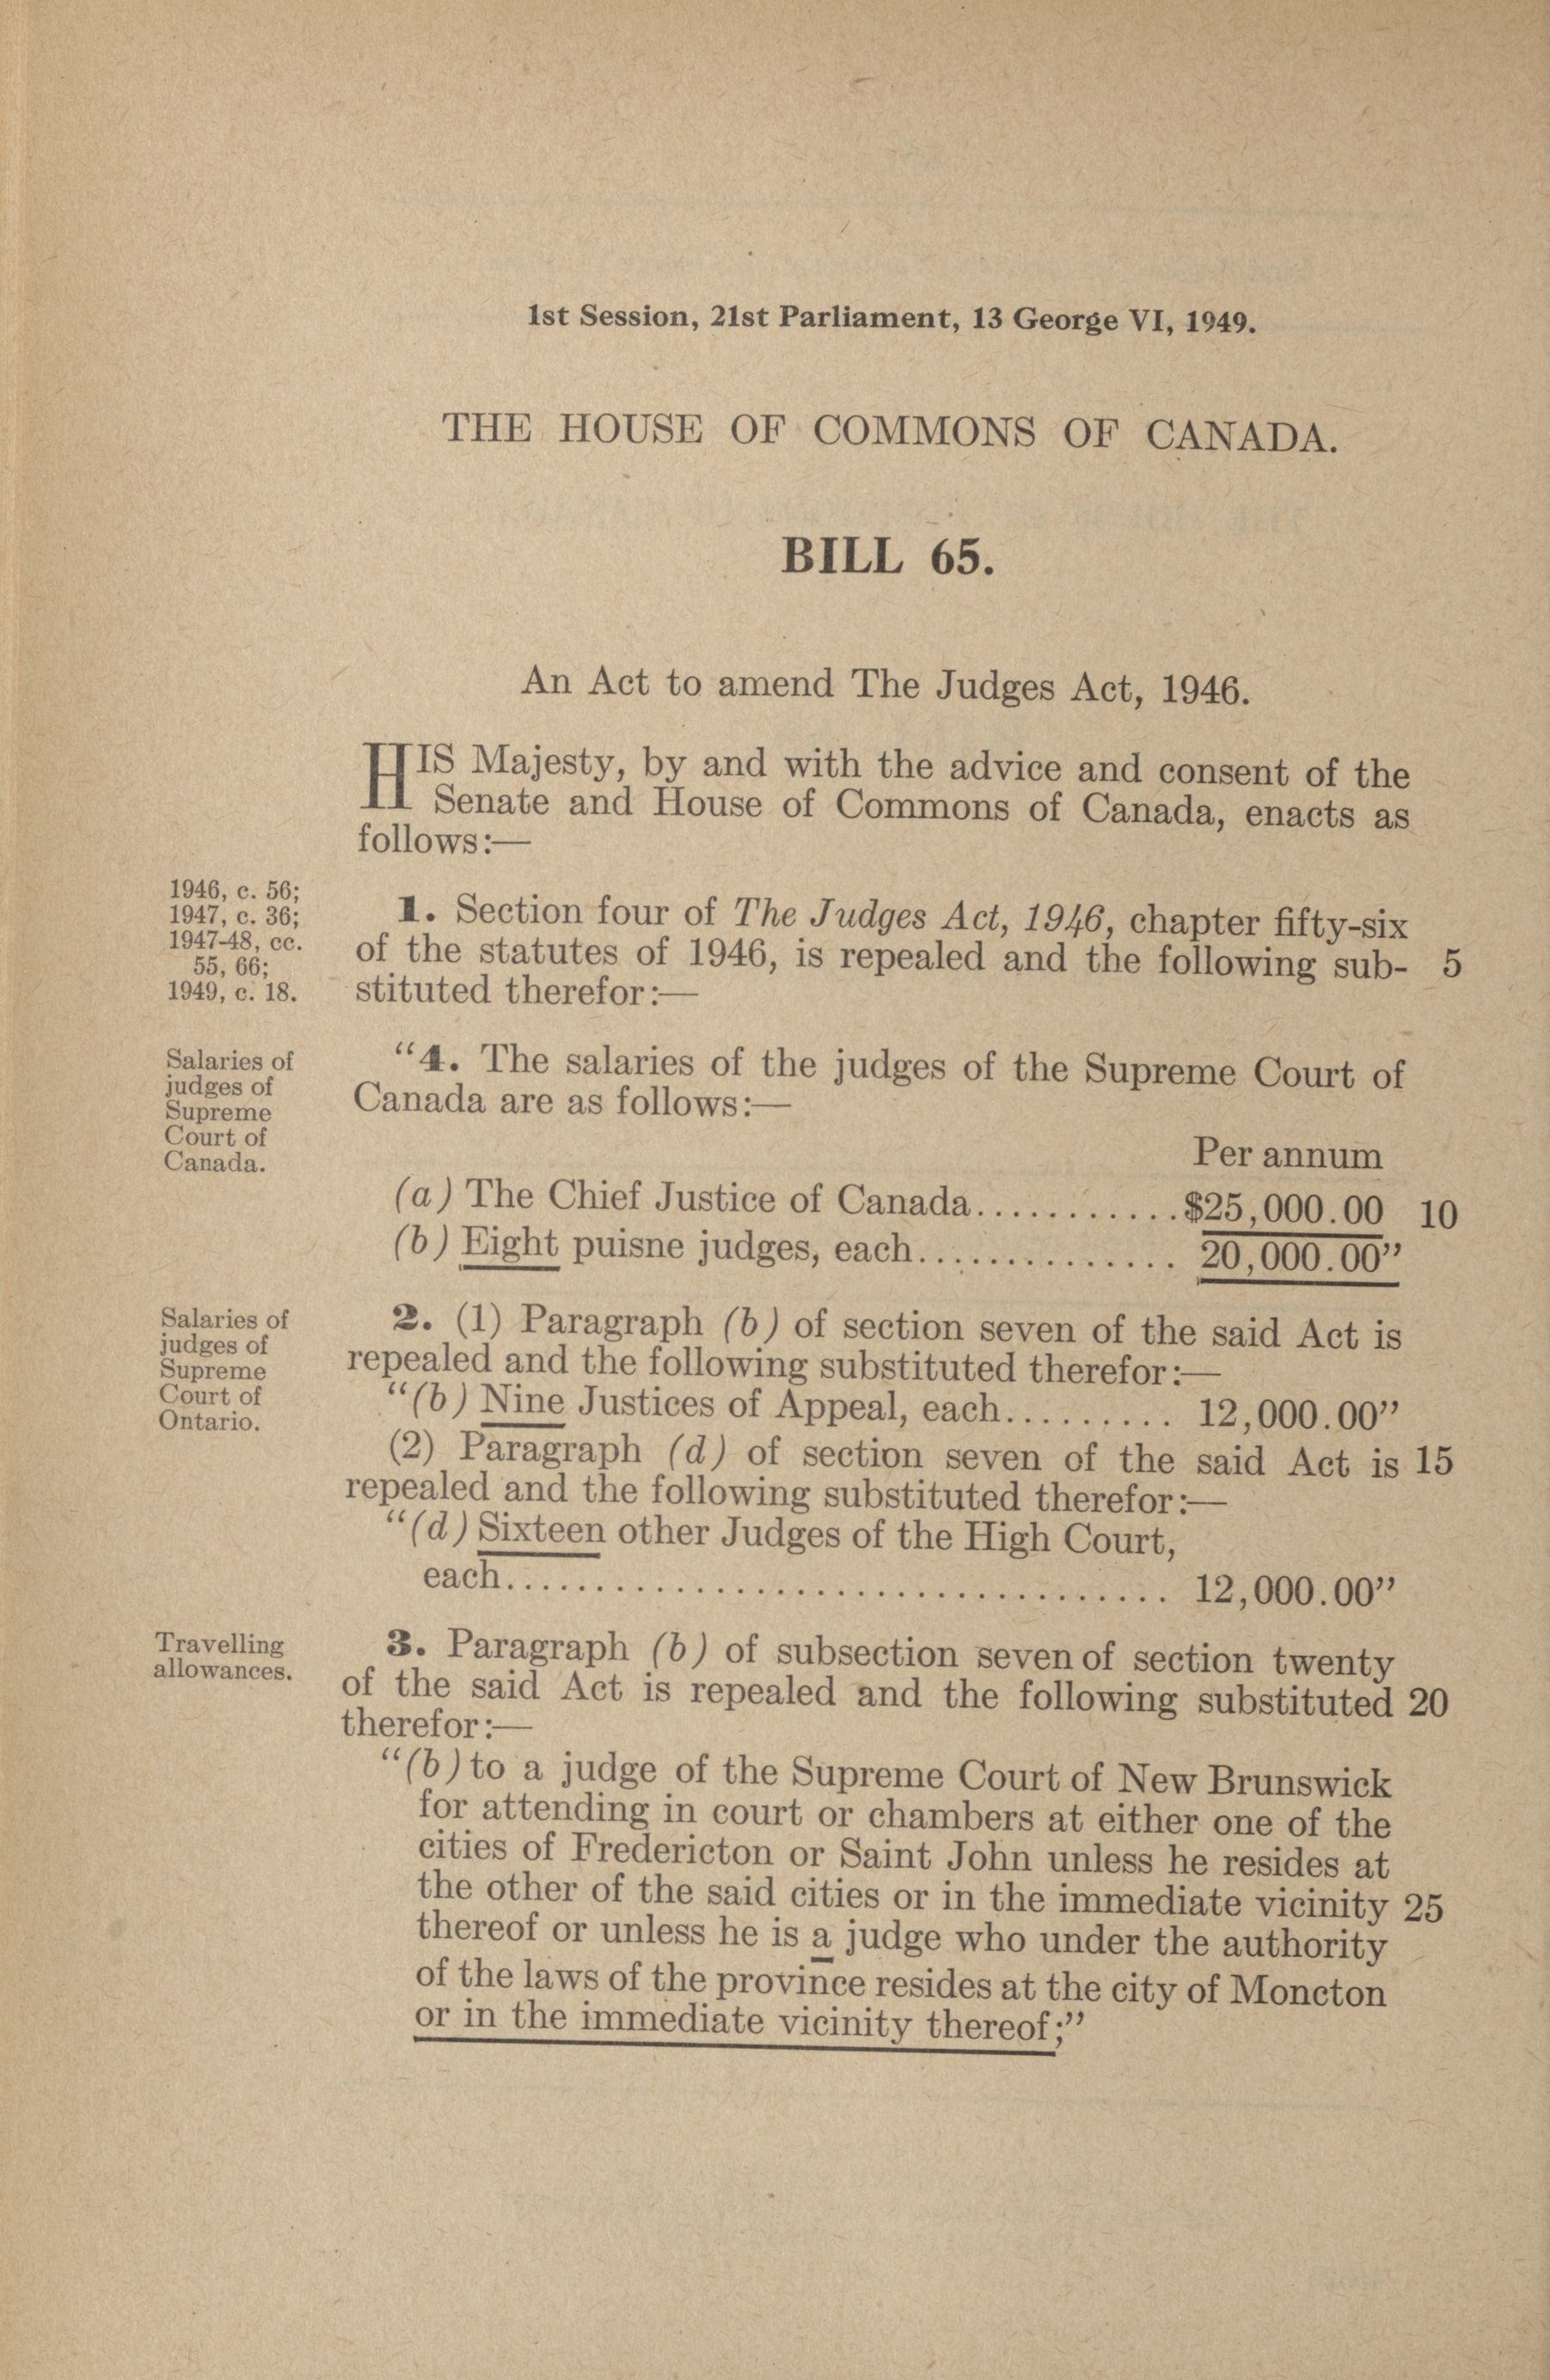 1st Session, 21st Parliament, 13 George VI, 1949.
THE HOUSE OF COMMONS OF CANADA.
BILL 65.
An Act to amend The Judges Act, 1946.
HIS Majesty, by and with the advice and consent of the
Senate and House of Commons of Canada, enacts as
follows:—
1946, c. 56;
1947, c. 36;
1947-48, cc.
55, 66;
1949, c. 18.
1. Section four of The Judges Act, 1946, chapter fifty-six
of the statutes of 1946, is repealed and the following sub- 5
stituted therefor:—
Salaries of
judges of
Supreme
Court of
Canada.
“4. The salaries of the judges of the Supreme Court of
Canada are as follows:—
Per annum
(a) The Chief Justice of Canada............$25,000.00 10
(b) Eight puisne judges, each............... 20,000.00”
Salaries of
judges of
Supreme
Court of
Ontario.
2. (1) Paragraph (b) of section seven of the said Act is
repealed and the following substituted therefor:—
“(b) Nine Justices of Appeal, each......... 12,000.00”
(2) Paragraph (d) of section seven of the said Act is 15
repealed and the following substituted therefor:—
“(d) Sixteen other Judges of the High Court,
each.................................. 12,000.00”
Travelling
allowances.
3. Paragraph (b) of subsection seven of section twenty
of the said Act is repealed and the following substituted 20
therefor:—
“(b) to a judge of the Supreme Court of New Brunswick
for attending in court or chambers at either one of the
cities of Fredericton or Saint John unless he resides at
the other of the said cities or in the immediate vicinity 25
thereof or unless he is a judge who under the authority
of the laws of the province resides at the city of Moncton
or in the immediate vicinity thereof;”